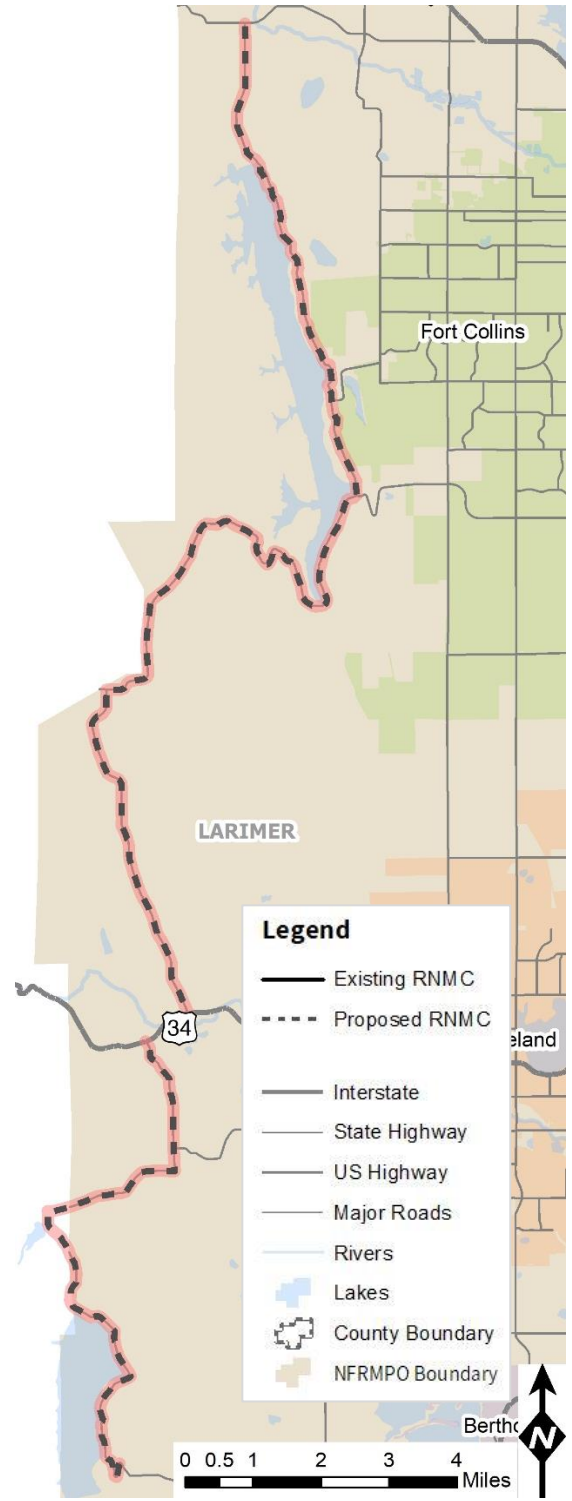 Fort Collins
LARIMER
34
Legend
Existing RNMC
Proposed RNMC
Interstate
State Highway
US Highway
Major Roads
Rivers
Lakes
County Boundary
NFRMPO Boundary
eland
Bertho
N
0 0.5 1 2 3 4
Miles